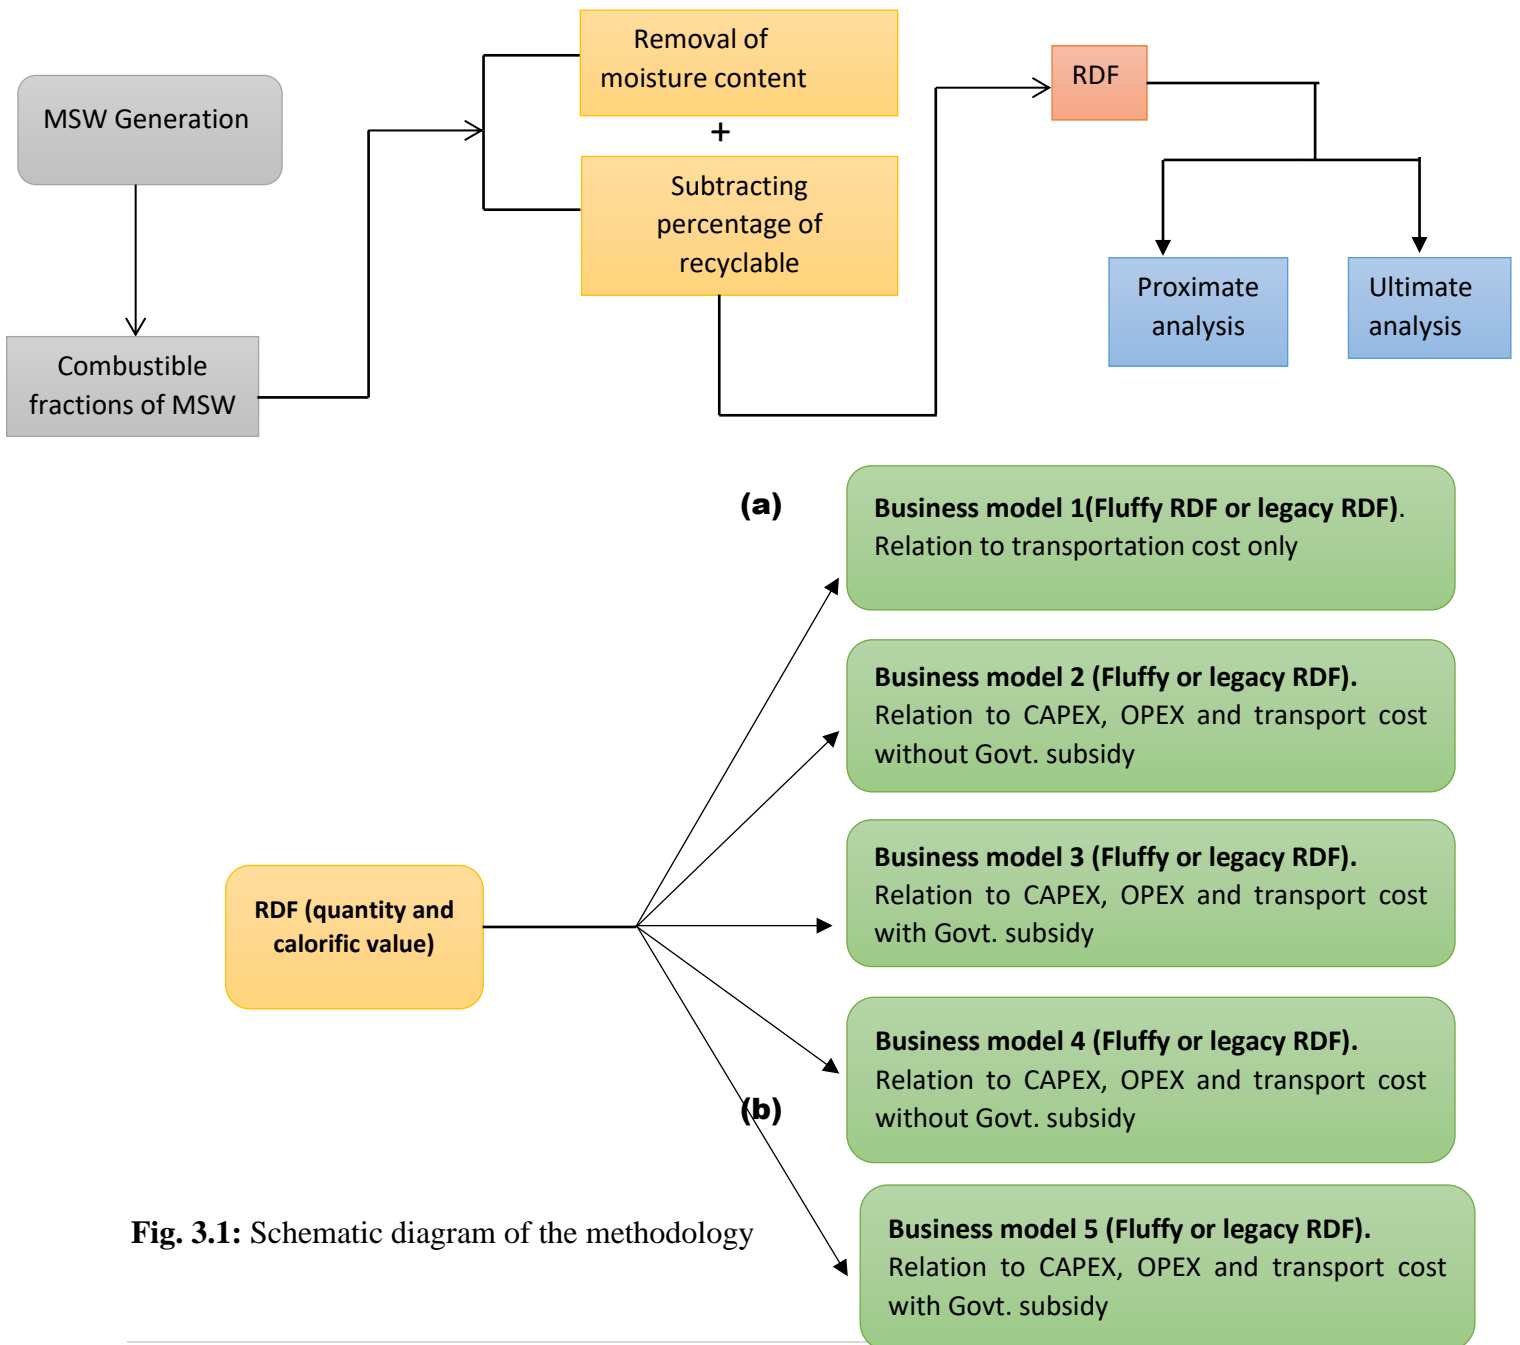 MSW Generation
Combustible
fractions of MSW
Removal of
moisture content
+
Subtracting
percentage of
recyclable
RDF
Proximate
analysis
Ultimate
analysis
(a)
Business model 1(Fluffy RDF or legacy RDF).
Relation to transportation cost only
Business model 2 (Fluffy or legacy RDF).
Relation to CAPEX, OPEX and transport cost
without Govt. subsidy
Business model 3 (Fluffy or legacy RDF).
Relation to CAPEX, OPEX and transport cost
with Govt. subsidy
RDF (quantity and
calorific value)
Business model 4 (Fluffy or legacy RDF).
Relation to CAPEX, OPEX and transport cost
without Govt. subsidy
(b)
Business model 5 (Fluffy or legacy RDF).
Relation to CAPEX, OPEX and transport cost
with Govt. subsidy
Fig. 3.1: Schematic diagram of the methodology